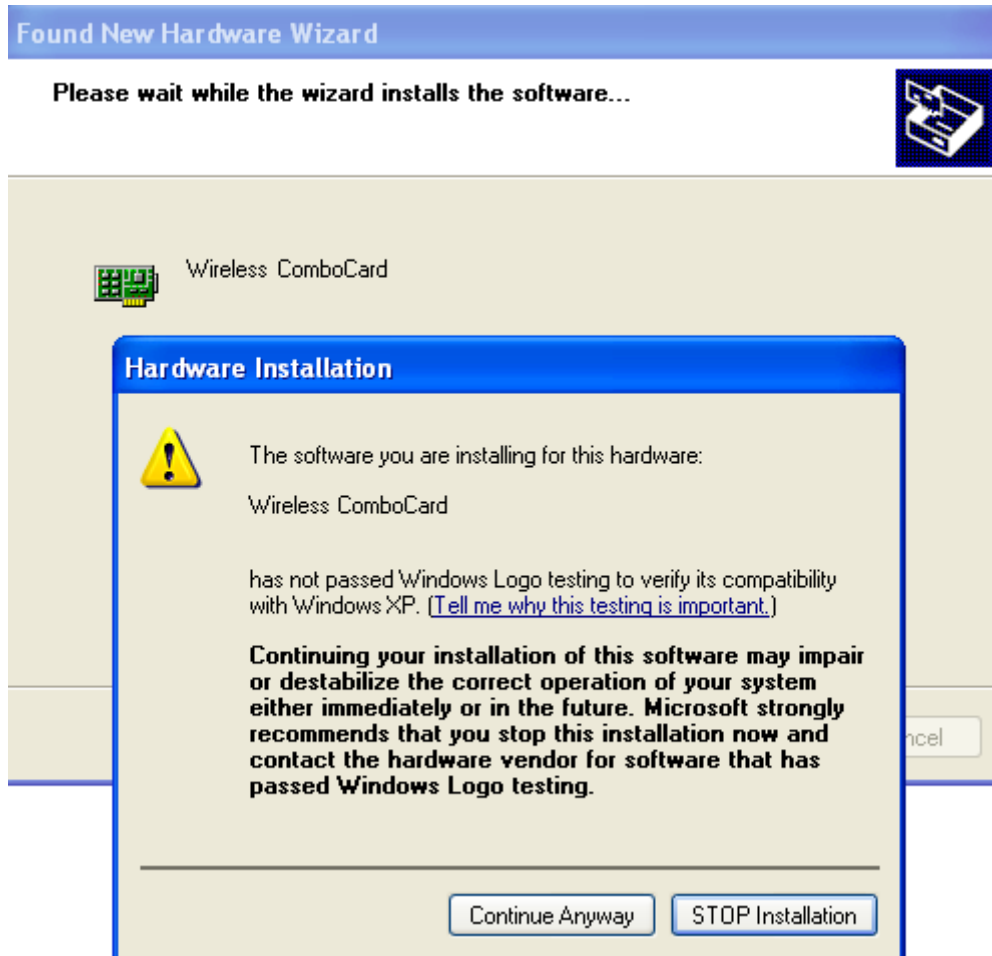 Found New Hardware Wizard
Please wait while the wizard installs the software...
Wireless ComboCard
Hardware Installation
The software you are installing for this hardware:
Wireless ComboCard
has not passed Windows Logo testing to verify its compatibility
with Windows XP. (Tell me why this testing is important.)
Continuing your installation of this software may impair
or destabilize the correct operation of your system
either immediately or in the future. Microsoft strongly
recommends that you stop this installation now and
contact the hardware vendor for software that has
passed Windows Logo testing.
Continue Anyway
STOP Installation